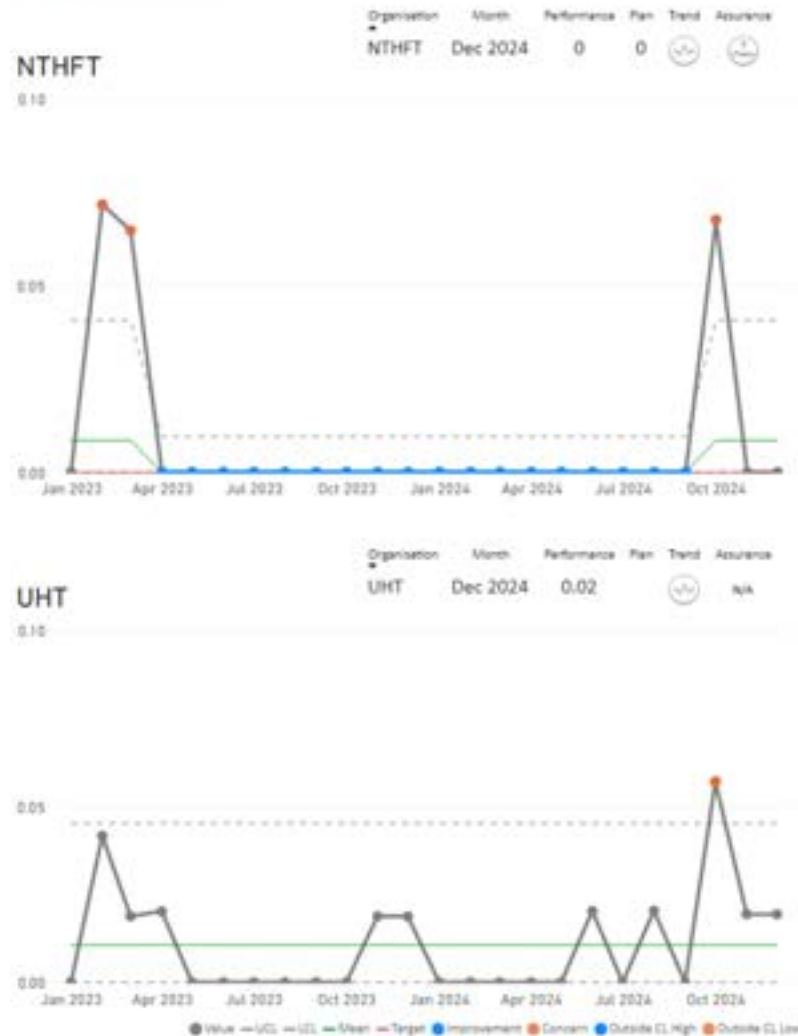 Organisation Month Performance Plan Trend Assurance
NTHFT Dec 2024 0 0
NTHFT
0.10
0.05
0.00
Jan 2023 Apr 2023 Jul 2023 Oct 2023 Jan 2024 Apr 2024 Jul 2024 Oct 2024
Organisation Month Performance Plan Trend Assurance
UHT Dec 2024 0.02 N/A
UHT
0.10
0.05
0.00
Jan 2023 Apr 2023 Jul 2023 Oct 2023 Jan 2024 Apr 2024 Jul 2024 Oct 2024
Value UCL LCL Mean Target Improvement Concern Outside CL High Outside CL Low